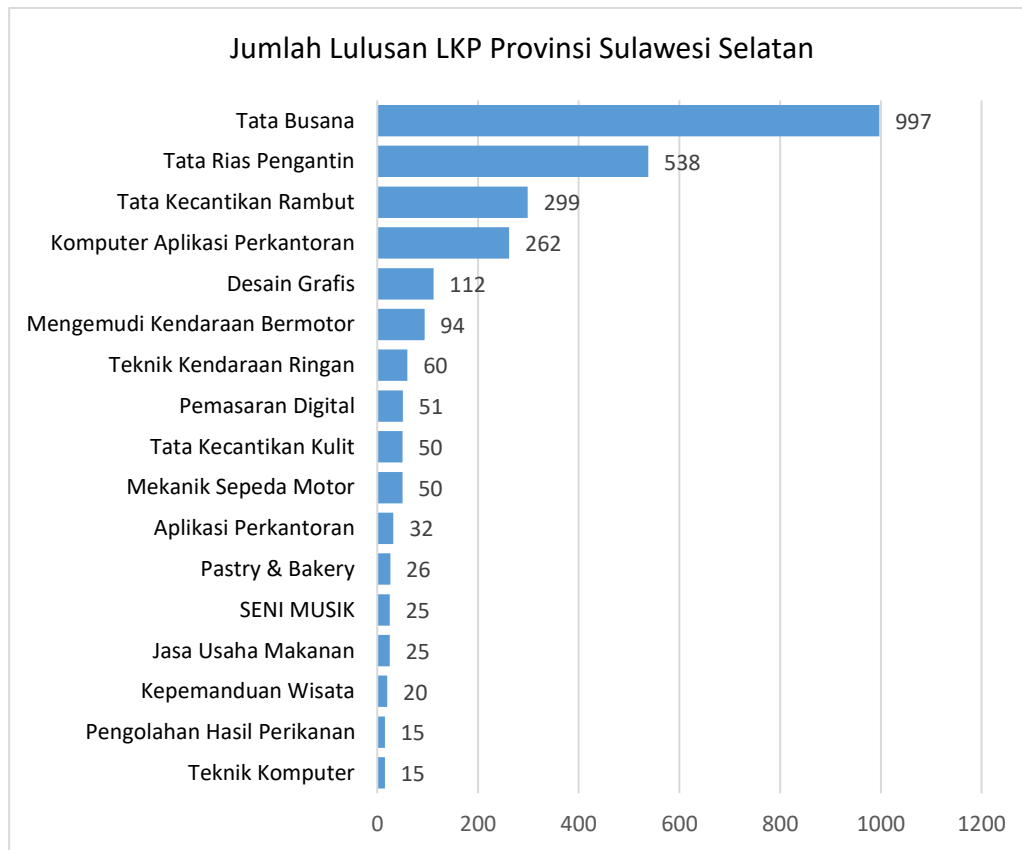 Jumlah Lulusan LKP Provinsi Sulawesi Selatan
Tata Busana 997
Tata Rias Pengantin 538
Tata Kecantikan Rambut 299
Komputer Aplikasi Perkantoran 262
Desain Grafis 112
Mengemudi Kendaraan Bermotor 94
Teknik Kendaraan Ringan 60
Pemasaran Digital 51
Tata Kecantikan Kulit 50
Mekanik Sepeda Motor 50
Aplikasi Perkantoran 32
Pastry & Bakery 26
SENI MUSIK 25
Jasa Usaha Makanan 25
Kepemanduan Wisata 20
Pengolahan Hasil Perikanan 15
Teknik Komputer 15
0 200 400 600 800 1000 1200